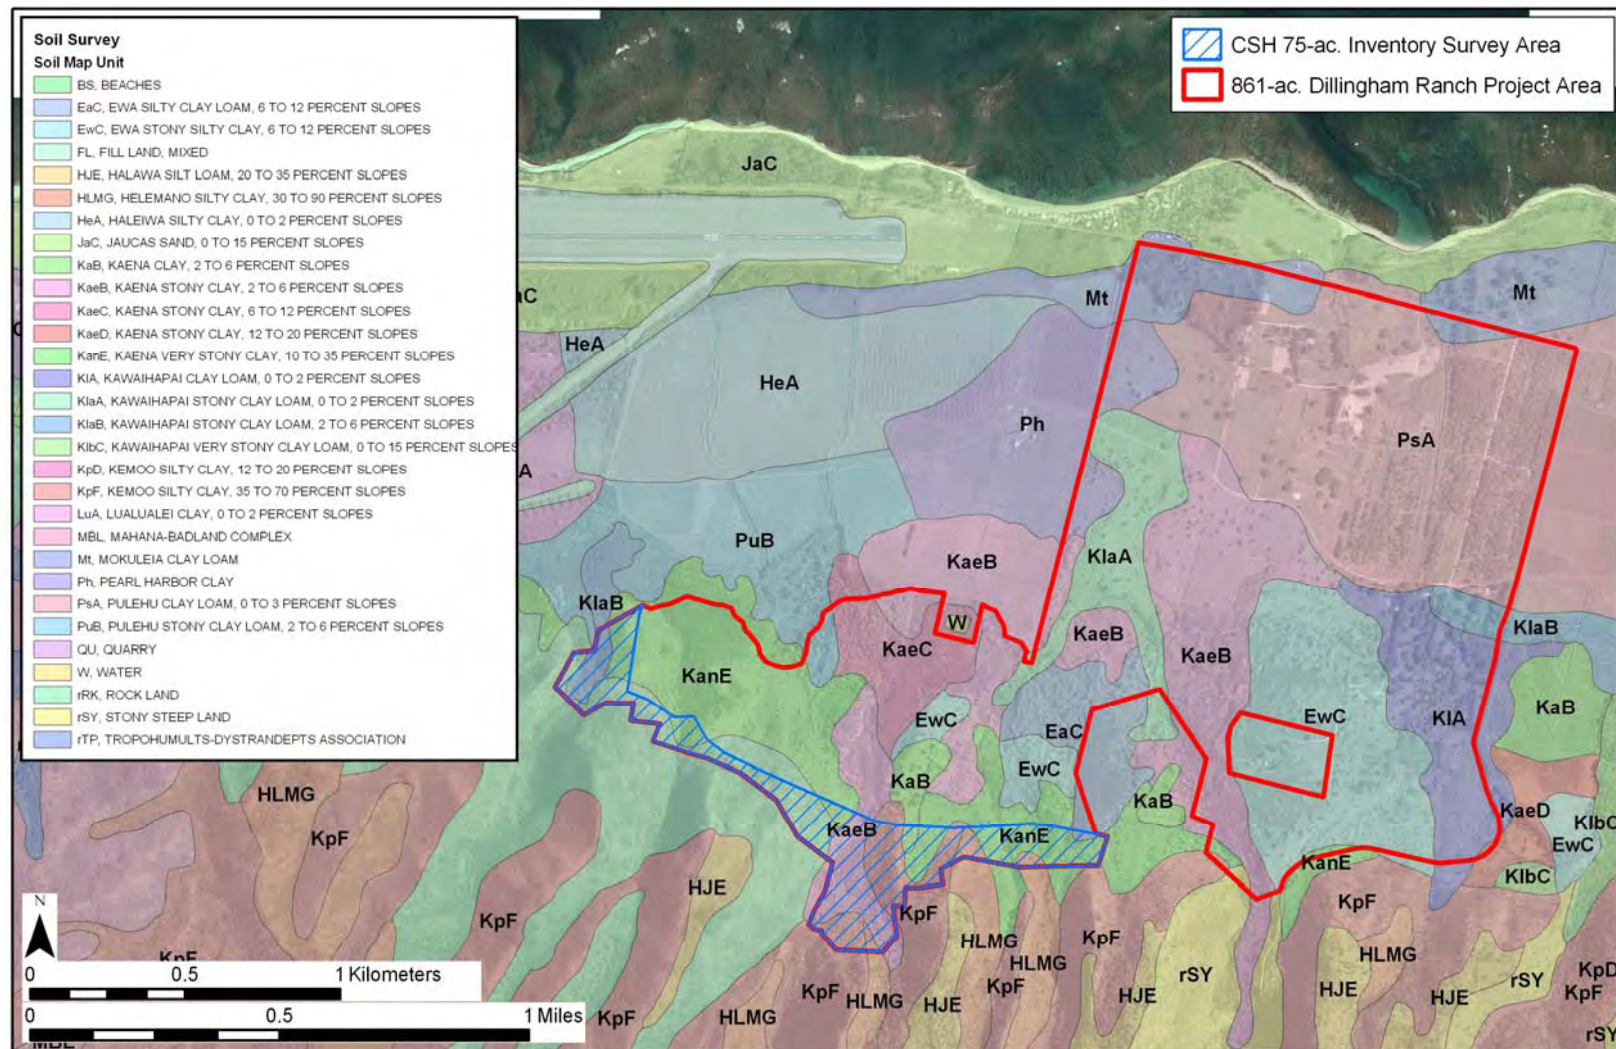 Soil Survey
Soil Map Unit
BS, BEACHES
EaC, EWA SILTY CLAY LOAM, 6 TO 12 PERCENT SLOPES
EwC, EWA STONY SILTY CLAY, 6 TO 12 PERCENT SLOPES
FL, FILL LAND, MIXED
HJE, HALAWA SILT LOAM, 20 TO 35 PERCENT SLOPES
HLMG, HELEMANO SILTY CLAY, 30 TO 90 PERCENT SLOPES
HeA, HALEIWA SILTY CLAY, 0 TO 2 PERCENT SLOPES
JaC, JAUCAS SAND, 0 TO 15 PERCENT SLOPES
KaB, KAENA CLAY, 2 TO 6 PERCENT SLOPES
KaeB, KAENA STONY CLAY, 2 TO 6 PERCENT SLOPES
KaeC, KAENA STONY CLAY, 6 TO 12 PERCENT SLOPES
KaeD, KAENA STONY CLAY, 12 TO 20 PERCENT SLOPES
KanE, KAENA VERY STONY CLAY, 10 TO 35 PERCENT SLOPES
KlA, KAWAIHAPAI CLAY LOAM, 0 TO 2 PERCENT SLOPES
KlaA, KAWAIHAPAI STONY CLAY LOAM, 0 TO 2 PERCENT SLOPES
KlaB, KAWAIHAPAI STONY CLAY LOAM, 2 TO 6 PERCENT SLOPES
KlbC, KAWAIHAPAI VERY STONY CLAY LOAM, 0 TO 15 PERCENT SLOPES
KpD, KEMOO SILTY CLAY, 12 TO 20 PERCENT SLOPES
KpF, KEMOO SILTY CLAY, 35 TO 70 PERCENT SLOPES
LuA, LUALUALEI CLAY, 0 TO 2 PERCENT SLOPES
MBL, MAHANA-BADLAND COMPLEX
Mt, MOKULEIA CLAY LOAM
Ph, PEARL HARBOR CLAY
PsA, PULEHU CLAY LOAM, 0 TO 3 PERCENT SLOPES
PuB, PULEHU STONY CLAY LOAM, 2 TO 6 PERCENT SLOPES
QU, QUARRY
W, WATER
rRK, ROCK LAND
rSY, STONY STEEP LAND
rTP, TROPOHUMULTS-DYSTRANDEPTS ASSOCIATION
CSH 75-ac. Inventory Survey Area
861-ac. Dillingham Ranch Project Area
JaC
Mt
Mt
HeA
HeA
Ph
PsA
PuB
KaeB
KlaA
KlaB
W
KaeB
KlaB
KaeC
KaeB
KanE
EwC
EaC
EwC
KlA
KaB
EwC
KaB
KaB
KaeD
KlbC
EwC
KaeB
KanE
KanE
KlbC
HLMG
KpF
HJE
KpF
KpF
KpF
HLMG
KpF
HLMG
rSY
HLMG
rSY
KpD
KpF
KpF
KpF
HLMG
KpF
HLMG
HJE
KpF
HJE
HJE
HJE
rSY
MBL
N
0 0.5 1 Kilometers
0 0.5 1 Miles